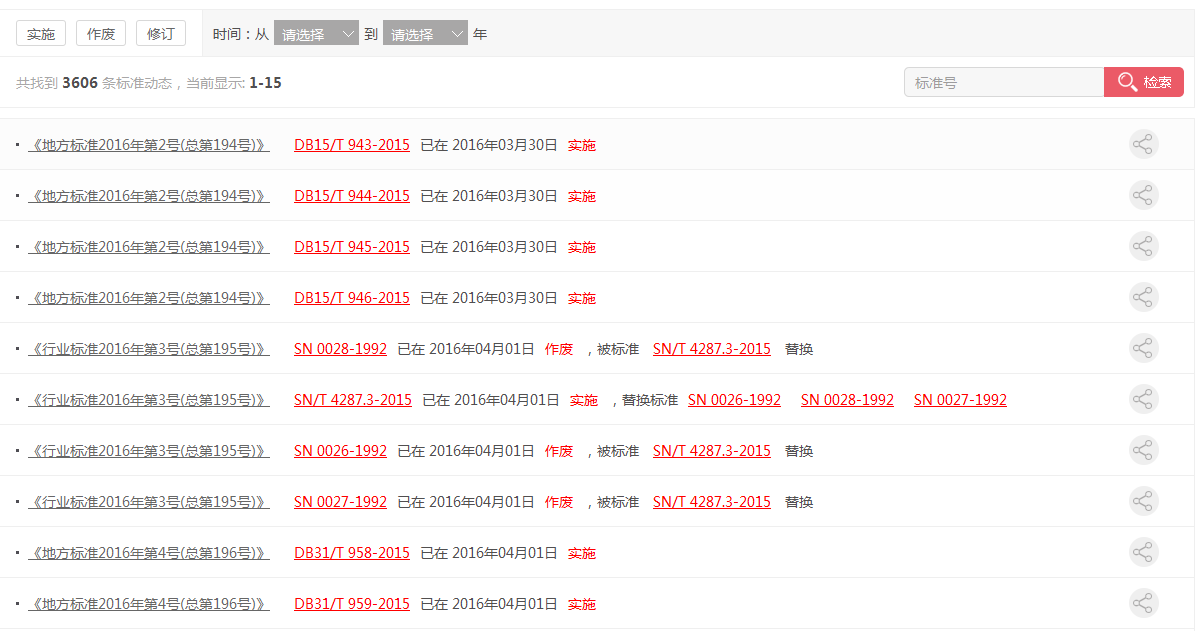 实施 作废 修订 时间：从 请选择 到 请选择 年
共找到 3606 条标准动态，当前显示: 1-15 标准号 检索
· 《地方标准2016年第2号(总第194号)》 DB15/T 943-2015 已在 2016年03月30日 实施
· 《地方标准2016年第2号(总第194号)》 DB15/T 944-2015 已在 2016年03月30日 实施
· 《地方标准2016年第2号(总第194号)》 DB15/T 945-2015 已在 2016年03月30日 实施
· 《地方标准2016年第2号(总第194号)》 DB15/T 946-2015 已在 2016年03月30日 实施
· 《行业标准2016年第3号(总第195号)》 SN 0028-1992 已在 2016年04月01日 作废 ，被标准 SN/T 4287.3-2015 替换
· 《行业标准2016年第3号(总第195号)》 SN/T 4287.3-2015 已在 2016年04月01日 实施 ，替换标准 SN 0026-1992 SN 0028-1992 SN 0027-1992
· 《行业标准2016年第3号(总第195号)》 SN 0026-1992 已在 2016年04月01日 作废 ，被标准 SN/T 4287.3-2015 替换
· 《行业标准2016年第3号(总第195号)》 SN 0027-1992 已在 2016年04月01日 作废 ，被标准 SN/T 4287.3-2015 替换
· 《地方标准2016年第4号(总第196号)》 DB31/T 958-2015 已在 2016年04月01日 实施
· 《地方标准2016年第4号(总第196号)》 DB31/T 959-2015 已在 2016年04月01日 实施